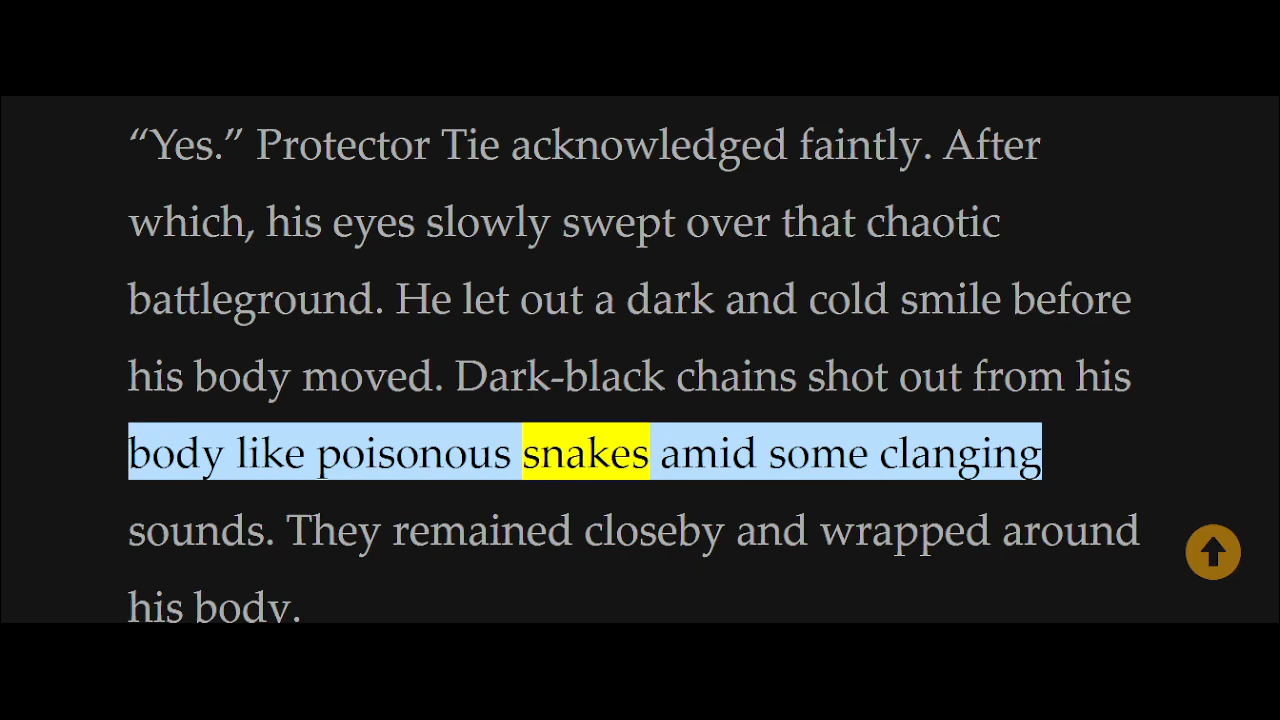 “Yes.” Protector Tie acknowledged faintly. After
which, his eyes slowly swept over that chaotic
battleground. He let out a dark and cold smile before
his body moved. Dark-black chains shot out from his
body like poisonous snakes amid some clanging
sounds. They remained closeby and wrapped around
his body.